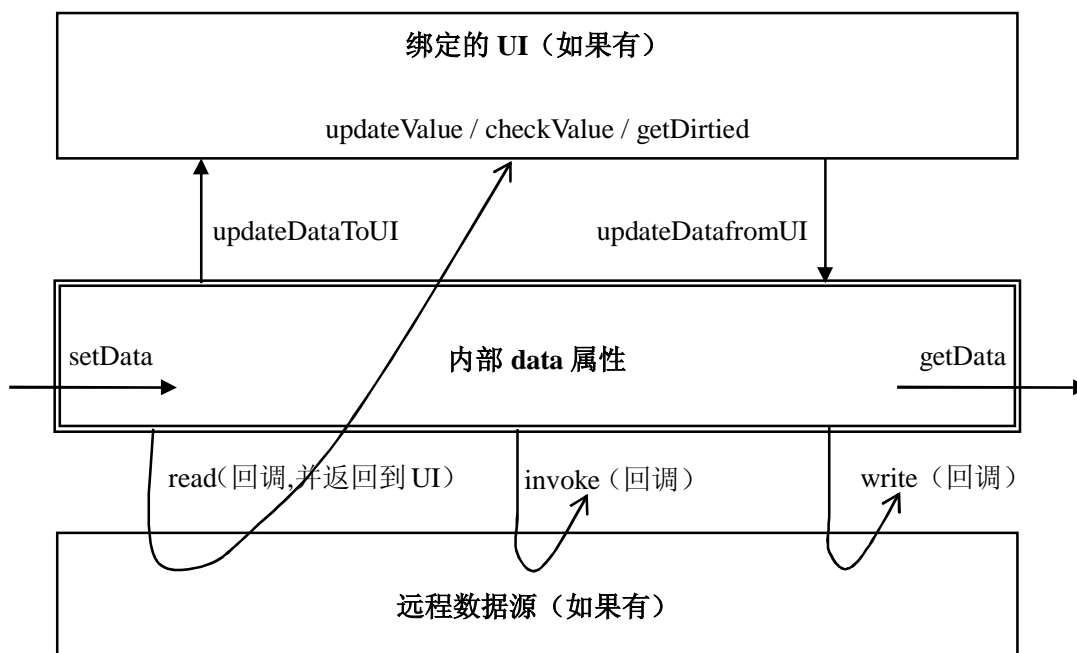 绑定的 UI（如果有）
updateValue / checkValue / getDirtied
updateDataToUI
updateDatafromUI
setData
内部 data 属性
getData
read（回调,并返回到 UI）
invoke（回调）
write（回调）
远程数据源（如果有）